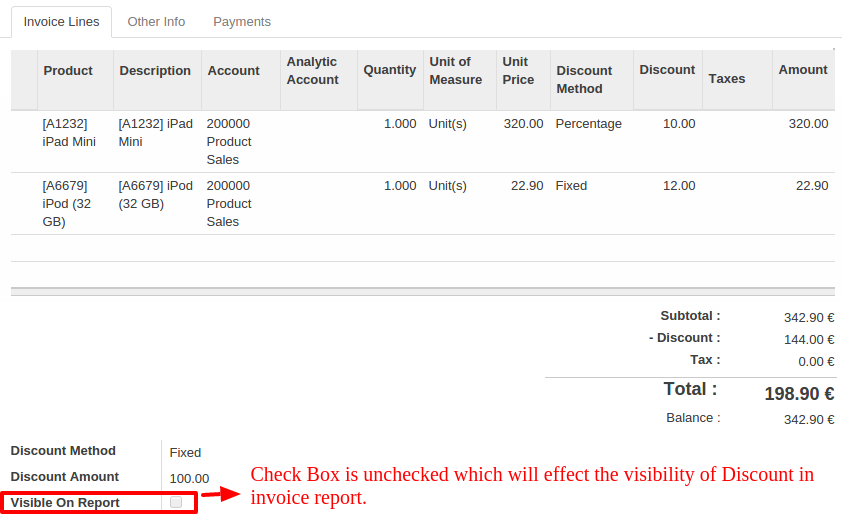 Invoice Lines Other Info Payments
Product Description Account Analytic Account Quantity Unit of Measure Unit Price Discount Method Discount Taxes Amount
[A1232] [A1232] iPad 200000 1.000 Unit(s) 320.00 Percentage 10.00 320.00
iPad Mini Mini Product
Sales
[A6679] [A6679] iPod 200000 1.000 Unit(s) 22.90 Fixed 12.00 22.90
iPod (32 (32 GB) Product
GB) Sales
Subtotal : 342.90 €
- Discount : 144.00 €
Tax : 0.00 €
Total : 198.90 €
Balance : 342.90 €
Discount Method Fixed
Discount Amount 100.00
Visible On Report
Check Box is unchecked which will effect the visibility of Discount in
invoice report.